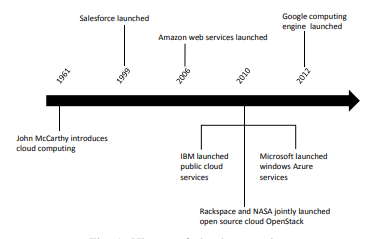 Google computing
engine launched
Salesforce launched
Amazon web services launched
1961
1999
2006
2010
2012
John McCarthy introduces
cloud computing
IBM launched
public cloud
services
Microsoft launched
windows Azure
services
Rackspace and NASA jointly launched
open source cloud OpenStack